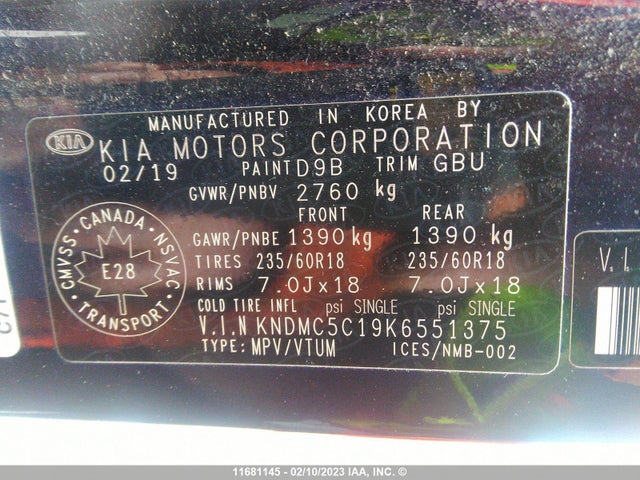 MANUFACTURED IN KOREA BY
KIA KIA MOTORS CORPORATION
02/19 PAINT D9B TRIM GBU
GVWR/PNBV 2760 kg
FRONT REAR
GAWR/PNBE 1390 kg 1390 kg
TIRES 235/60R18 235/60R18
RIMS 7.0Jx18 7.0Jx18
COLD TIRE INFL psi SINGLE psi SINGLE
V.I.N KNDMC5C19K6551375
TYPE: MPV/VTUM ICES/NMB-002
CANADA
CMVSS NSVAC
E28
TRANSPORT
V. I
11681145 - 02/10/2023 IAA, INC. ©